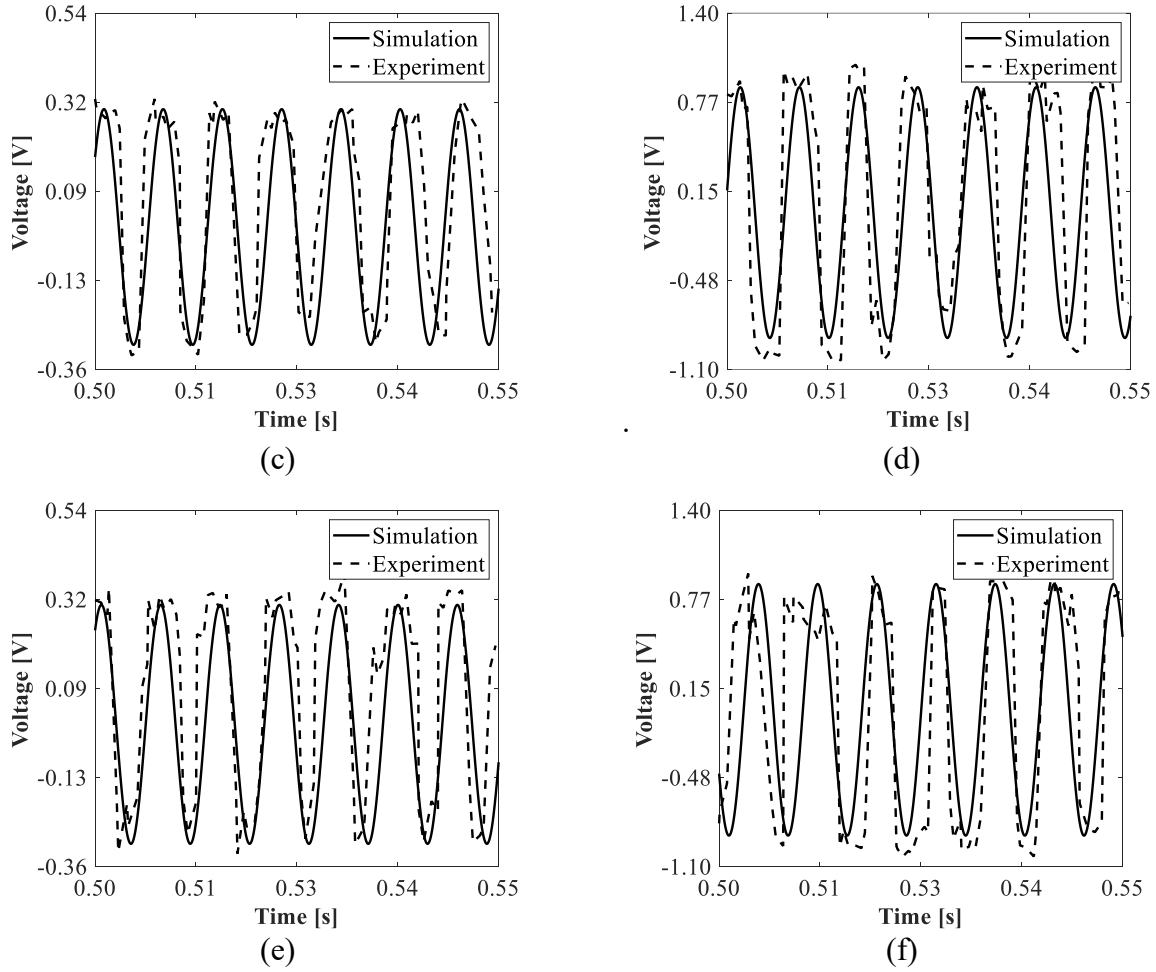 0.54
0.32
0.09
-0.13
-0.36
Voltage [V]
Simulation
Experiment
0.50
0.51
0.53
0.54
0.55
Time [s]
(c)
1.40
0.77
0.15
-0.48
-1.10
Voltage [V]
Simulation
Experiment
0.50
0.51
0.53
0.54
0.55
Time [s]
.
(d)
0.54
0.32
0.09
-0.13
-0.36
Voltage [V]
Simulation
Experiment
0.50
0.51
0.53
0.54
0.55
Time [s]
(e)
1.40
0.77
0.15
-0.48
-1.10
Voltage [V]
Simulation
Experiment
0.50
0.51
0.53
0.54
0.55
Time [s]
(f)